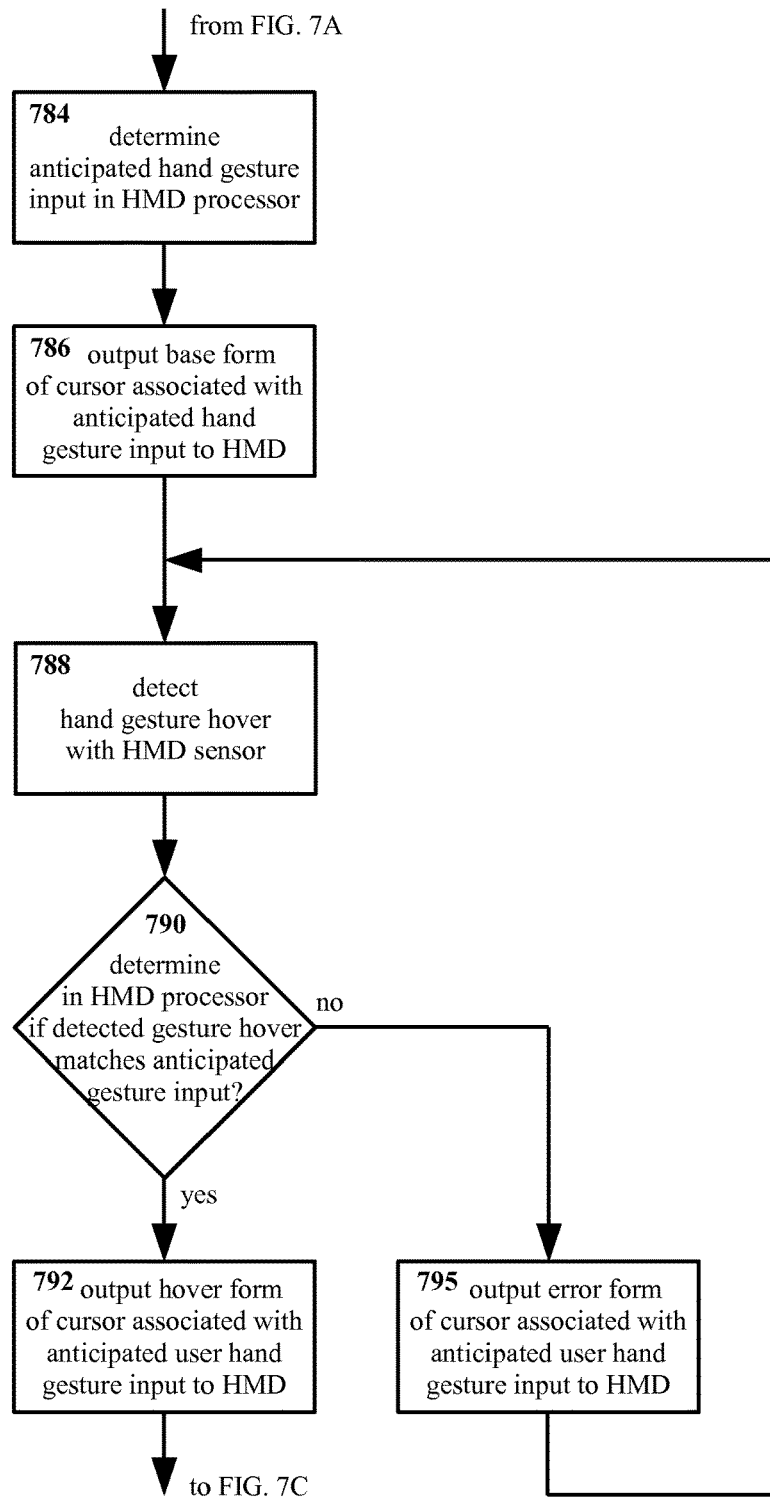 from FIG. 7A
784
determine
anticipated hand gesture
input in HMD processor
786 output base form
of cursor associated with
anticipated hand
gesture input to HMD
788
detect
hand gesture hover
with HMD sensor
790
determine
in HMD processor
if detected gesture hover
matches anticipated
gesture input?
no
yes
792 output hover form
of cursor associated with
anticipated user hand
gesture input to HMD
795 output error form
of cursor associated with
anticipated user hand
gesture input to HMD
to FIG. 7C